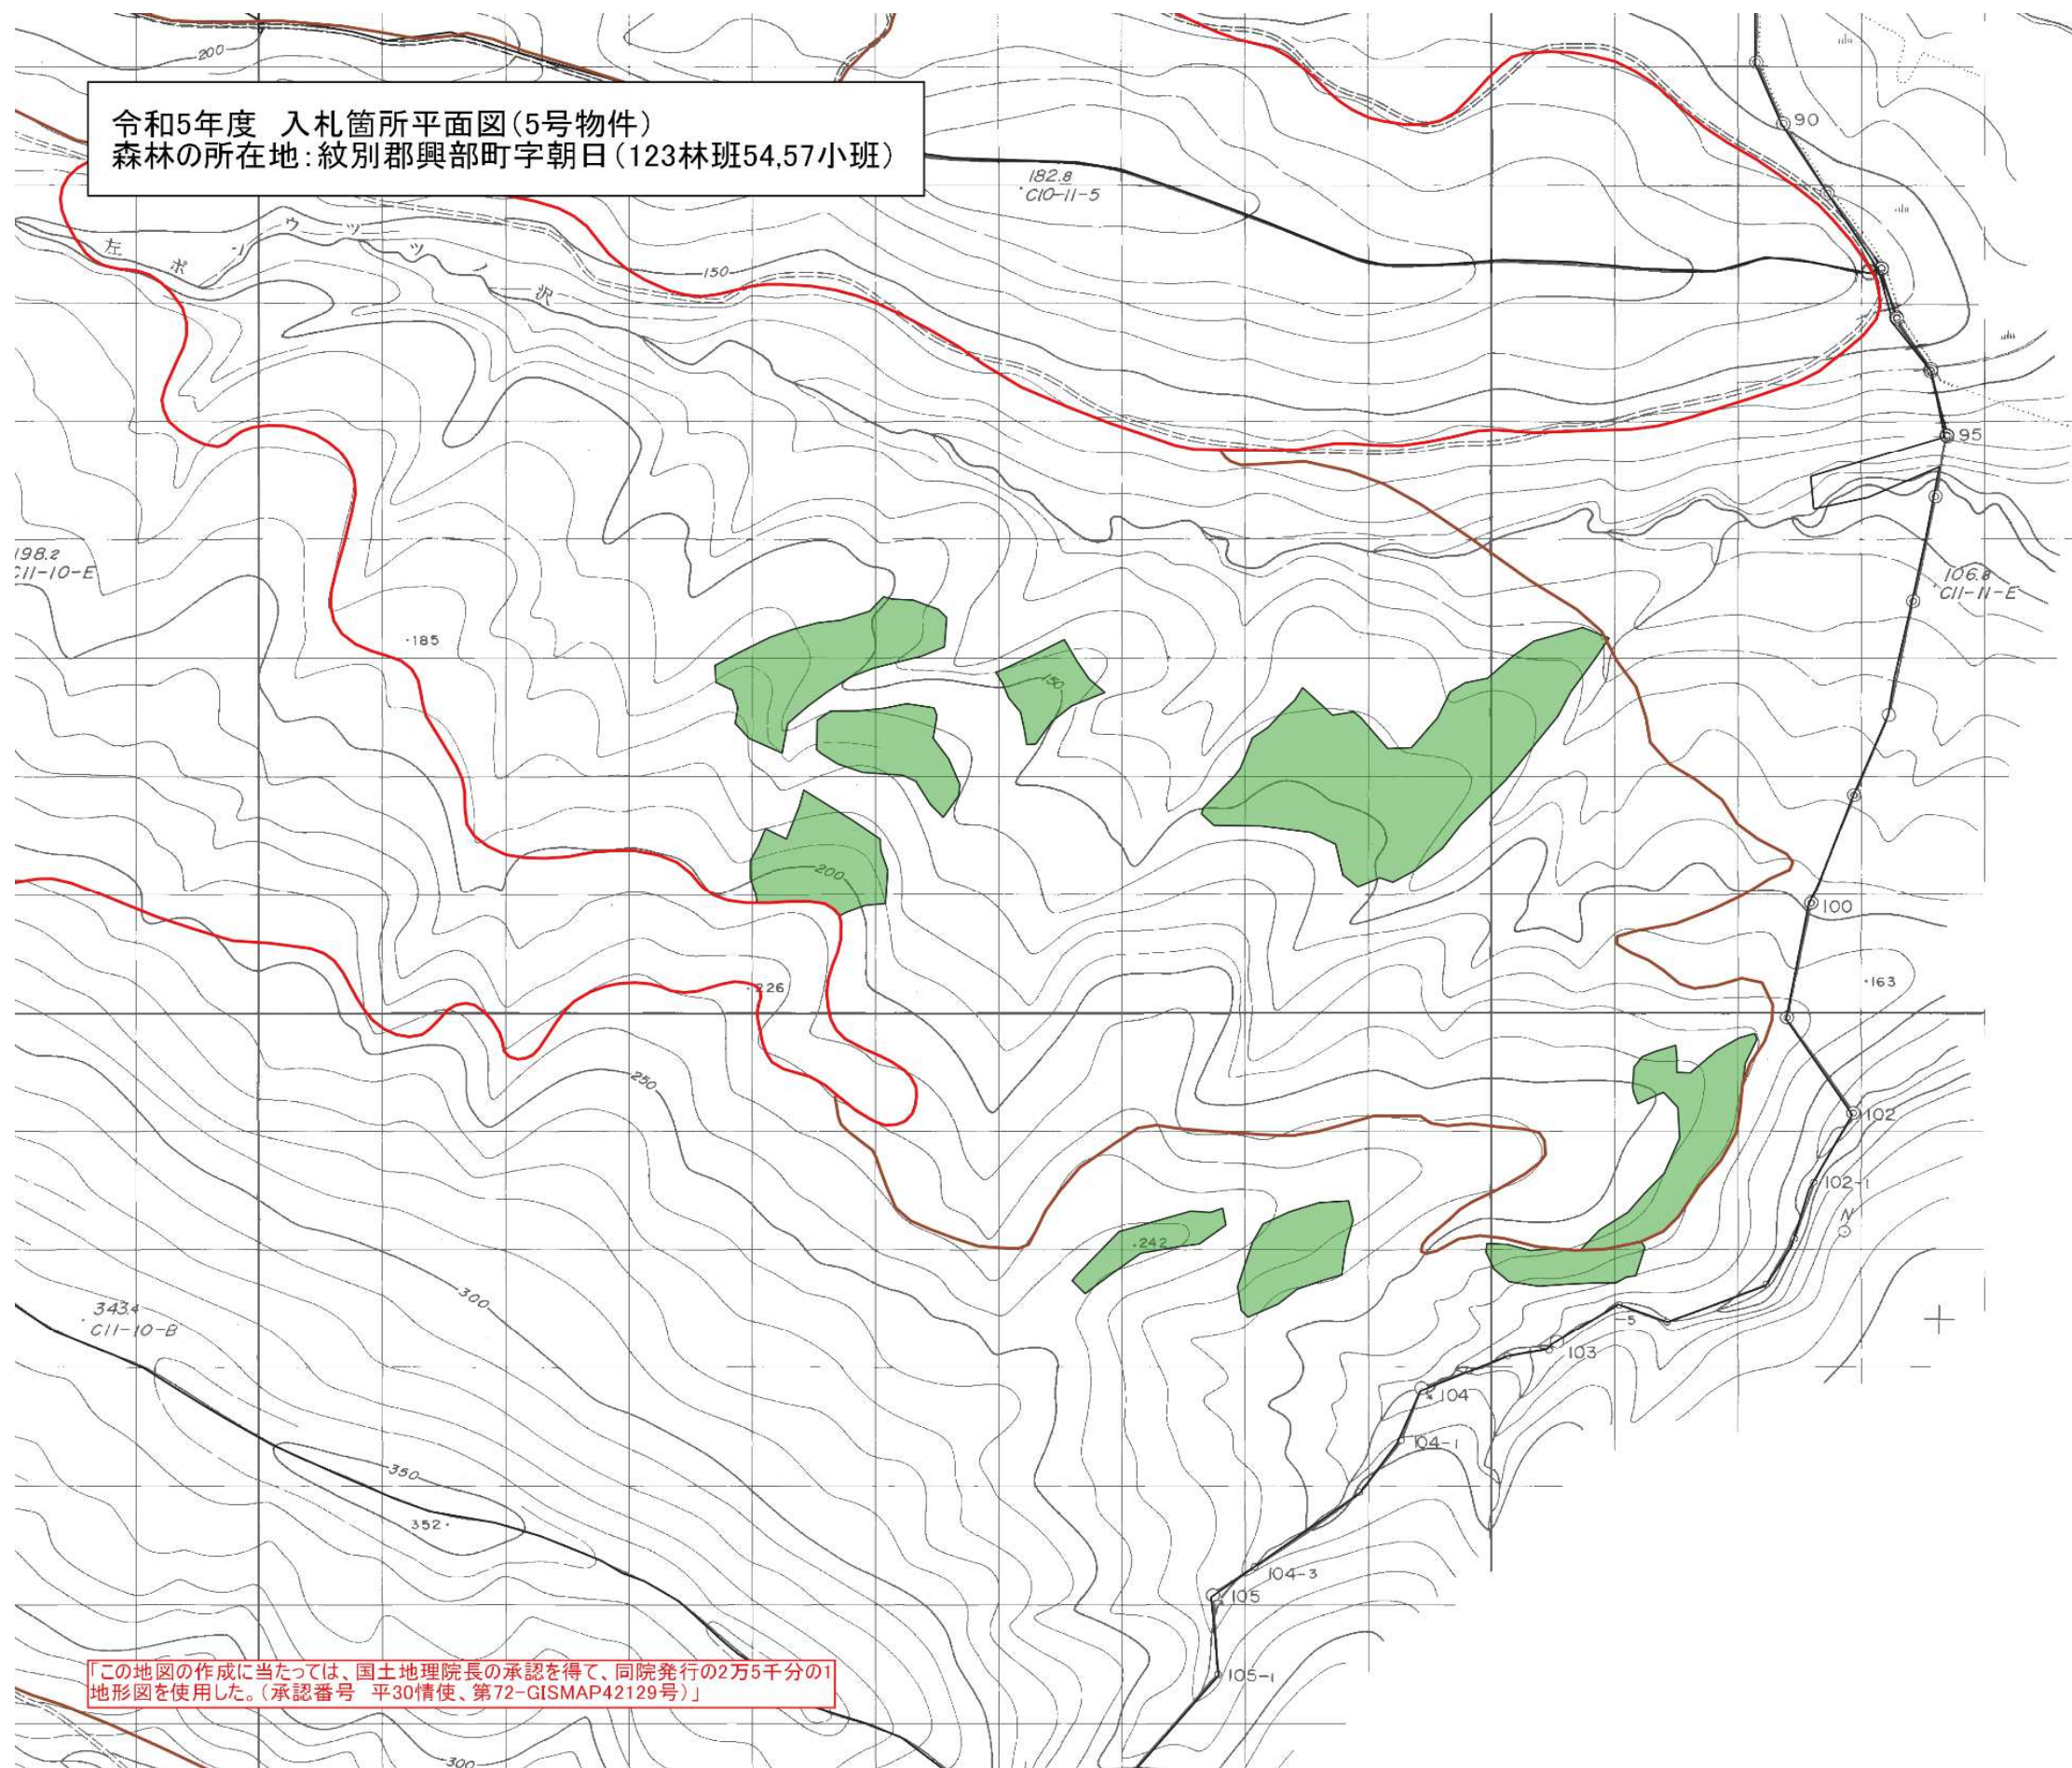 200
令和5年度　入札箇所平面図（5号物件）
森林の所在地：紋別郡興部町字朝日（123林班54,57小班）
90
182.8
C10-11-5
左ポンウツツノ沢
150
95
198.2
C11-10-E
106.8
C11-11-E
185
150
200
100
226
163
250
102
102-1
N
242
300
343.4
C11-10-B
-5
103
104
104-1
350
352
104-3
105
105-1
「この地図の作成に当たっては、国土地理院長の承認を得て、同院発行の2万5千分の1
地形図を使用した。（承認番号　平30情使、第72-GISMAP42129号）」
300